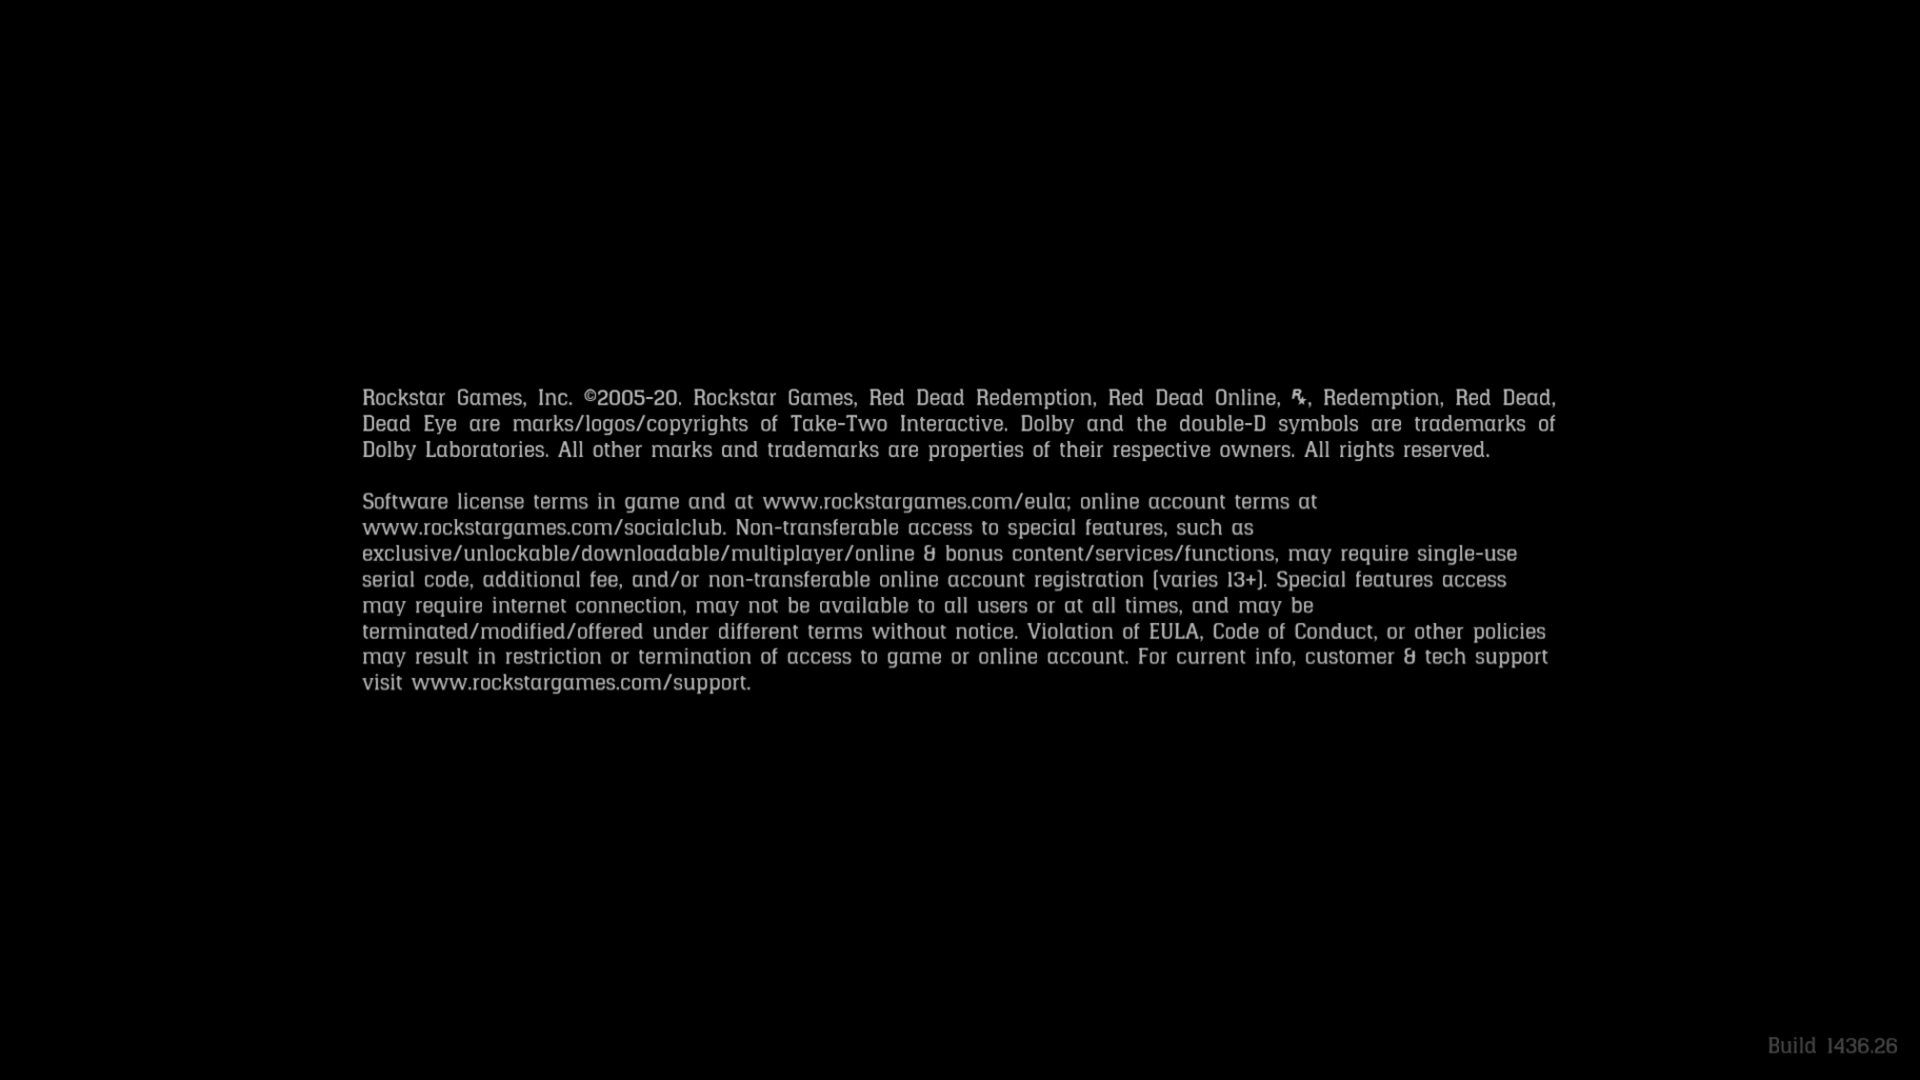 Rockstar Games, Inc. ©2005-20. Rockstar Games, Red Dead Redemption, Red Dead Online, R★, Redemption, Red Dead,
Dead Eye are marks/logos/copyrights of Take-Two Interactive. Dolby and the double-D symbols are trademarks of
Dolby Laboratories. All other marks and trademarks are properties of their respective owners. All rights reserved.
Software license terms in game and at www.rockstargames.com/eula; online account terms at
www.rockstargames.com/socialclub. Non-transferable access to special features, such as
exclusive/unlockable/downloadable/multiplayer/online & bonus content/services/functions, may require single-use
serial code, additional fee, and/or non-transferable online account registration (varies 13+). Special features access
may require internet connection, may not be available to all users or at all times, and may be
terminated/modified/offered under different terms without notice. Violation of EULA, Code of Conduct, or other policies
may result in restriction or termination of access to game or online account. For current info, customer & tech support
visit www.rockstargames.com/support.
Build 1436.26